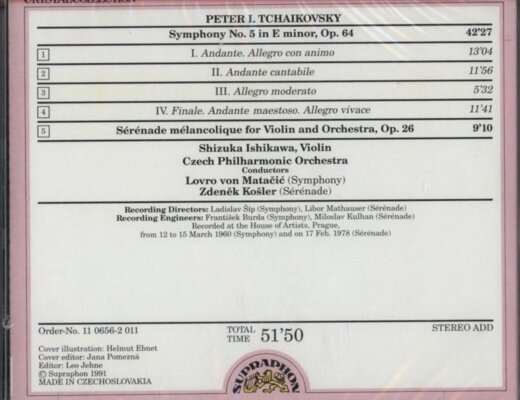 CRYSTAL COLLECTION
PETER I. TCHAIKOVSKY
Symphony No. 5 in E minor, Op. 64 42'27
1 I. Andante. Allegro con animo 13'04
2 II. Andante cantabile 11'56
3 III. Allegro moderato 5'32
4 IV. Finale. Andante maestoso. Allegro vivace 11'41
5 Sérénade mélancolique for Violin and Orchestra, Op. 26 9'10
Shizuka Ishikawa, Violin
Czech Philharmonic Orchestra
Conductors
Lovro von Matačić (Symphony)
Zdeněk Košler (Sérénade)
Recording Directors: Ladislav Šíp (Symphony), Libor Mathauser (Sérénade)
Recording Engineers: František Burda (Symphony), Miloslav Kulhan (Sérénade)
Recorded at the House of Artists, Prague,
from 12 to 15 March 1960 (Symphony) and on 17 Feb. 1978 (Sérénade)
Order-No. 11 0656-2 011
TOTAL TIME 51'50
STEREO ADD
Cover illustration: Helmut Ebnet
Cover editor: Jana Pomezná
Editor: Leo Jehne
© Supraphon 1991
MADE IN CZECHOSLOVAKIA
SUPRAPHON